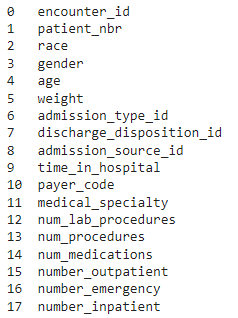 0 encounter_id
1 patient_nbr
2 race
3 gender
4 age
5 weight
6 admission_type_id
7 discharge_disposition_id
8 admission_source_id
9 time_in_hospital
10 payer_code
11 medical_specialty
12 num_lab_procedures
13 num_procedures
14 num_medications
15 number_outpatient
16 number_emergency
17 number_inpatient